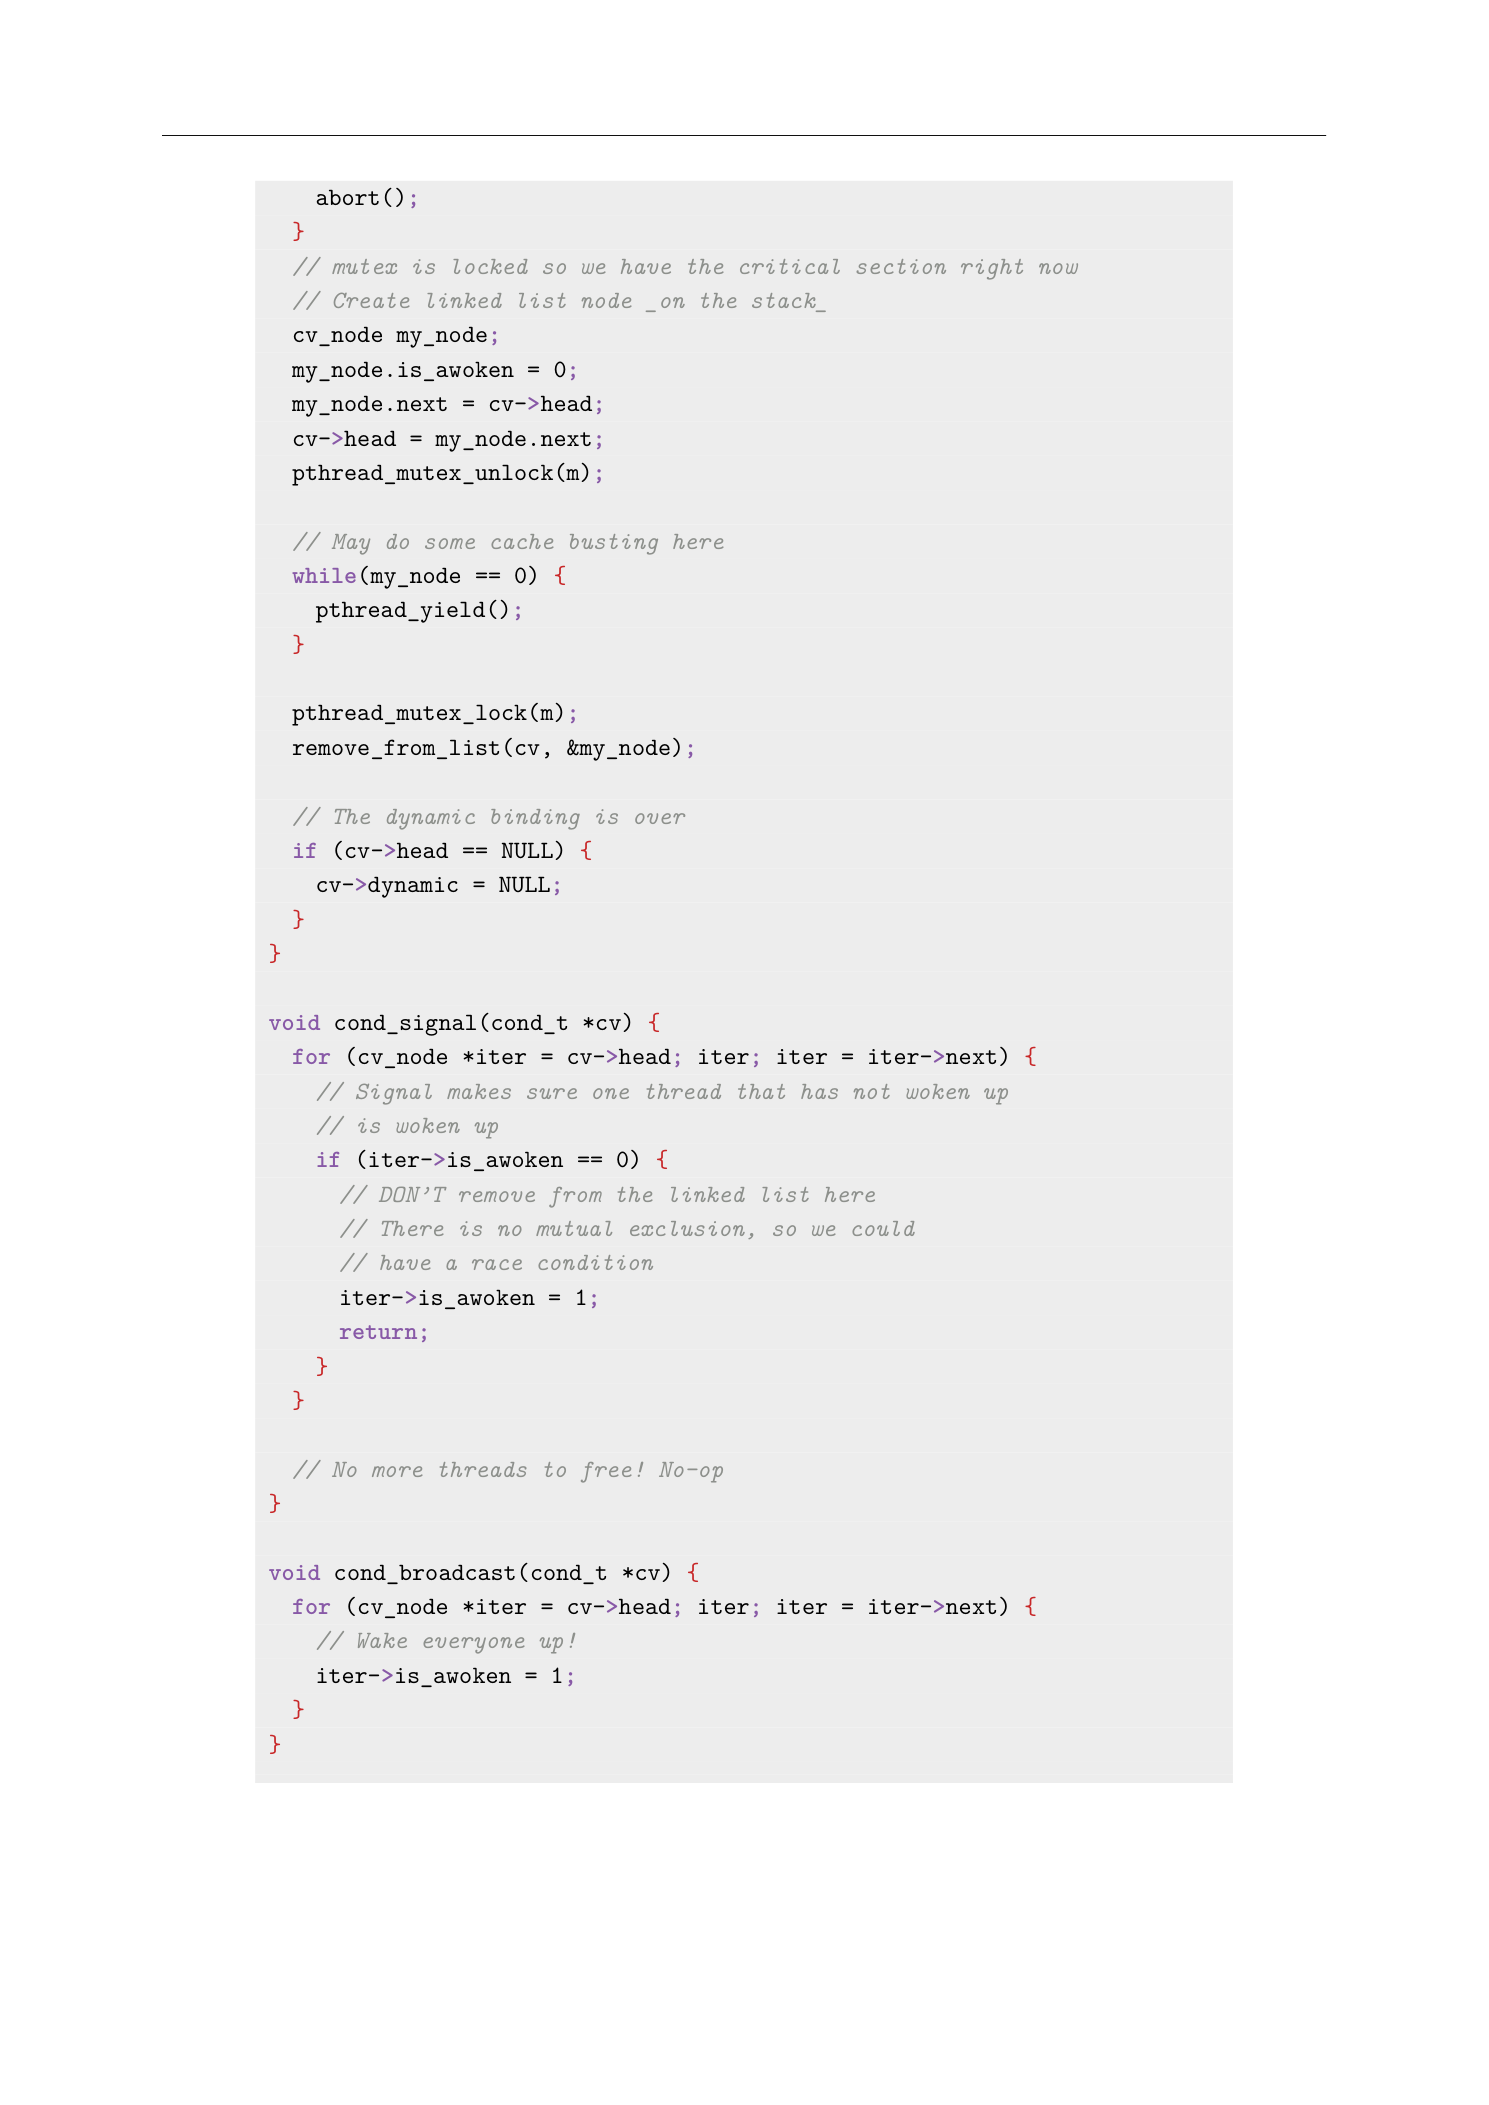 abort();
}
// mutex is locked so we have the critical section right now
// Create linked list node _on the stack_
cv_node my_node;
my_node.is_awoken = 0;
my_node.next = cv->head;
cv->head = my_node.next;
pthread_mutex_unlock(m);
// May do some cache busting here
while(my_node == 0) {
pthread_yield();
}
pthread_mutex_lock(m);
remove_from_list(cv, &my_node);
// The dynamic binding is over
if (cv->head == NULL) {
cv->dynamic = NULL;
}
}
void cond_signal(cond_t *cv) {
for (cv_node *iter = cv->head; iter; iter = iter->next) {
// Signal makes sure one thread that has not woken up
// is woken up
if (iter->is_awoken == 0) {
// DON'T remove from the linked list here
// There is no mutual exclusion, so we could
// have a race condition
iter->is_awoken = 1;
return;
}
}
// No more threads to free! No-op
}
void cond_broadcast(cond_t *cv) {
for (cv_node *iter = cv->head; iter; iter = iter->next) {
// Wake everyone up!
iter->is_awoken = 1;
}
}